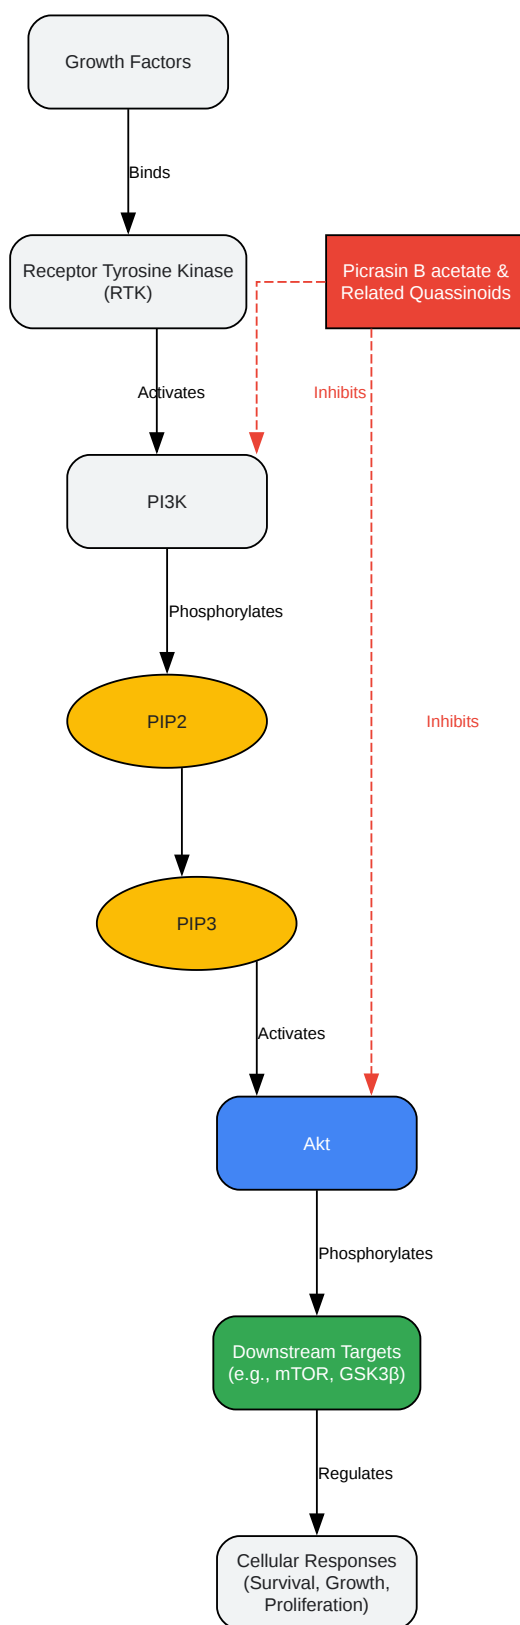 Growth Factors
Binds
Receptor Tyrosine Kinase
(RTK)
Picrasin B acetate &
Related Quassinoids
Activates
Inhibits
PI3K
Phosphorylates
PIP2
Inhibits
PIP3
Activates
Akt
Phosphorylates
Downstream Targets
(e.g., mTOR, GSK3β)
Regulates
Cellular Responses
(Survival, Growth,
Proliferation)